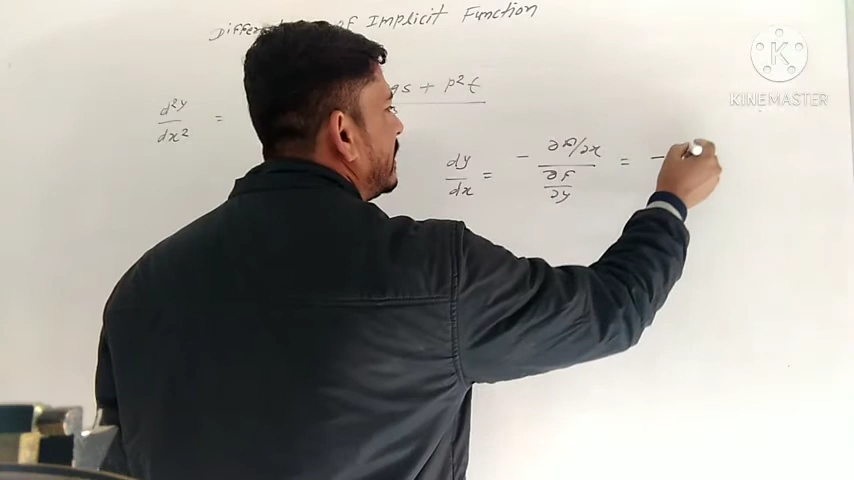 of Implicit Function
d²y/dx² = qs + p²t
dy/dx = - ∂f/∂x / ∂f/∂y = -
K
KINEMASTER